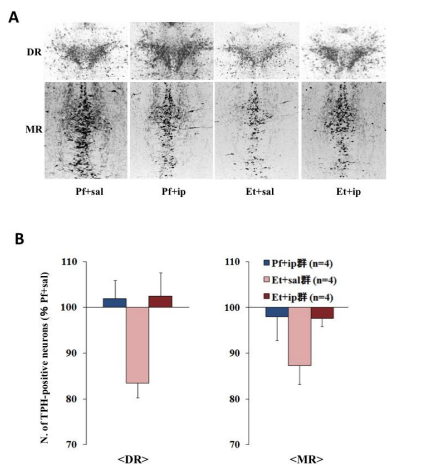 A
DR
MR
Pf+sal
Pf+ip
Et+sal
Et+ip
B
N. of TPH-positive neurons (% Pf+sal)
110
100
90
80
70
<DR>
110
100
90
80
70
Pf+ip群 (n=4)
Et+sal群 (n=4)
Et+ip群 (n=4)
<MR>